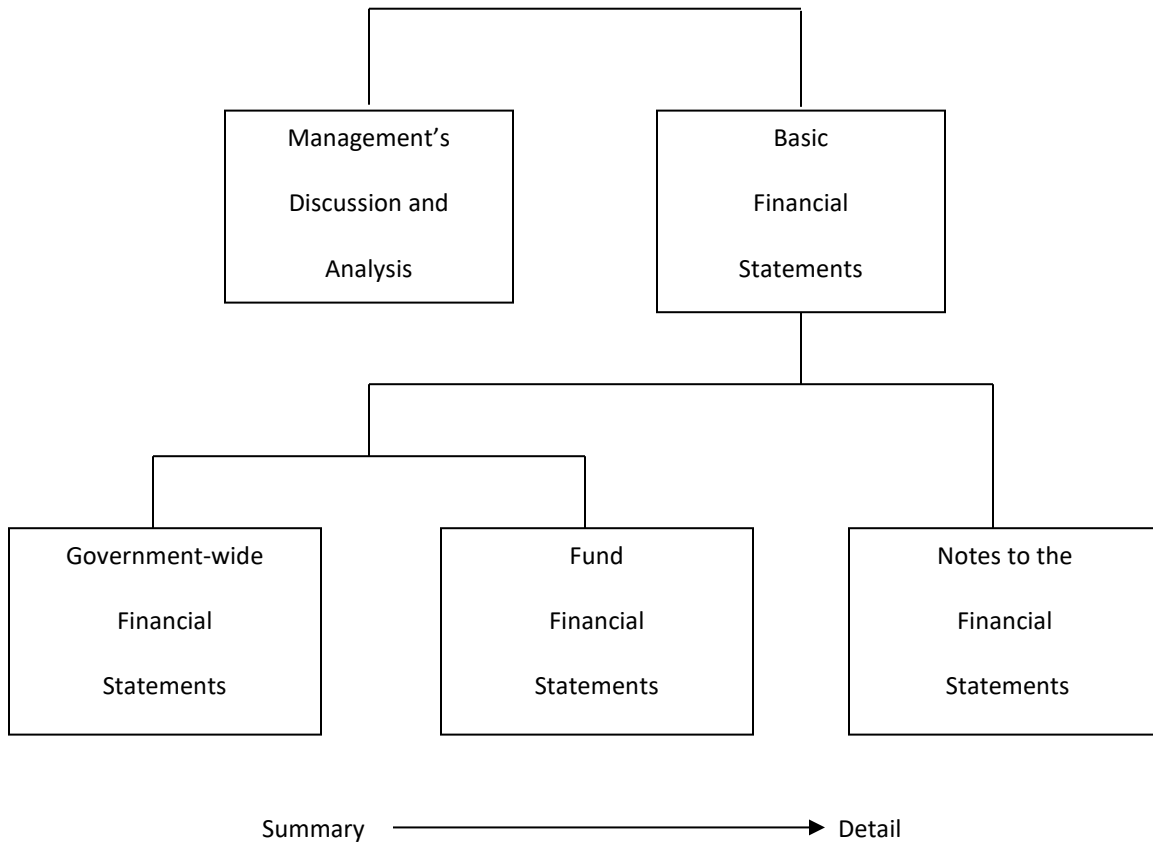 Management’s
Discussion and
Analysis
Basic
Financial
Statements
Government-wide
Financial
Statements
Fund
Financial
Statements
Notes to the
Financial
Statements
Summary
Detail